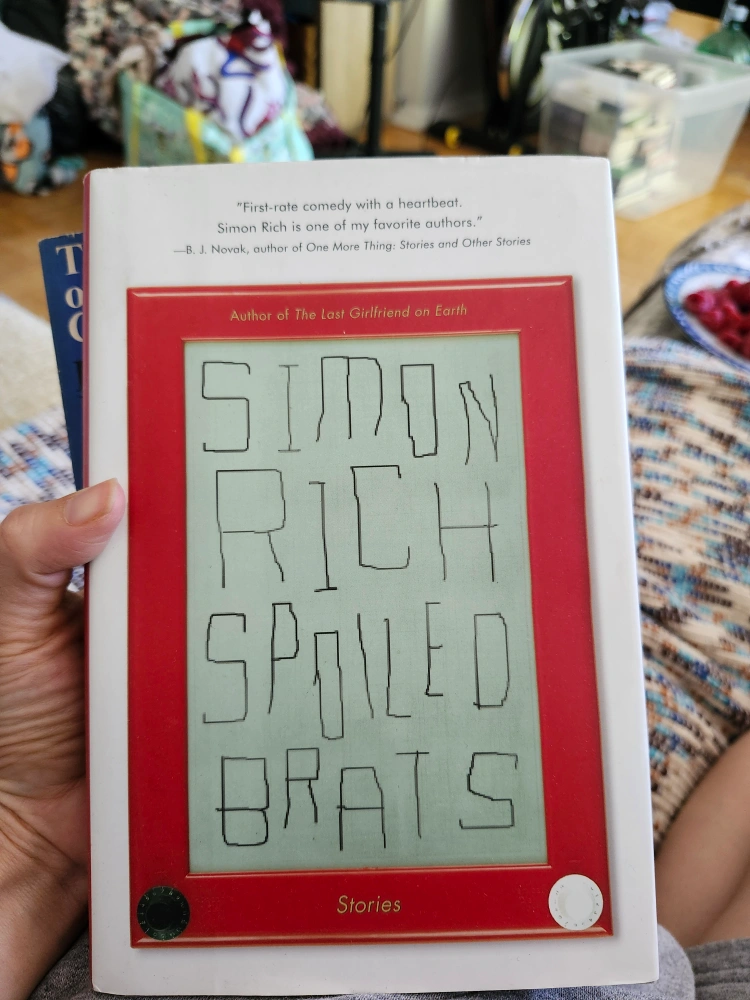 "First-rate comedy with a heartbeat.
Simon Rich is one of my favorite authors."
—B. J. Novak, author of One More Thing: Stories and Other Stories
Author of The Last Girlfriend on Earth
SIMON
RICH
SPOILED
BRATS
Stories